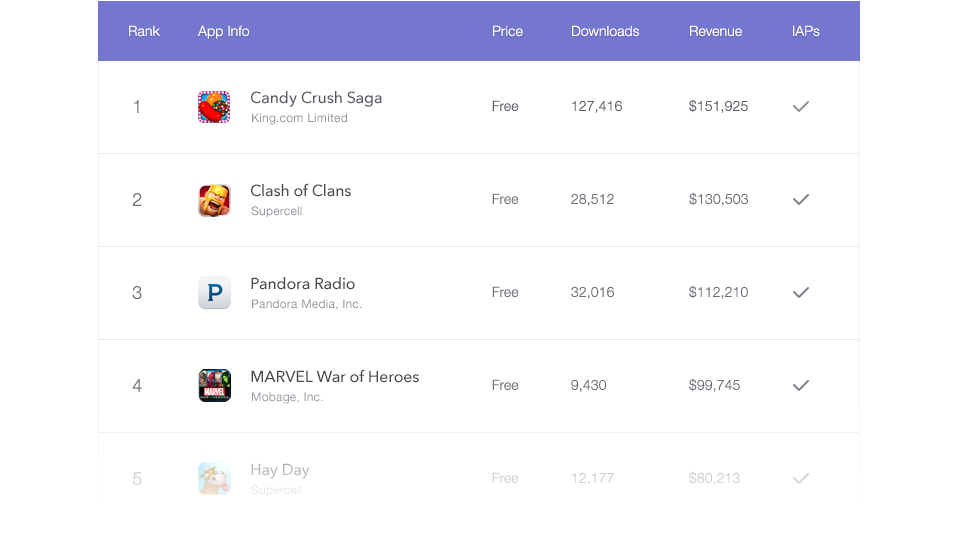 Rank App Info Price Downloads Revenue IAPs
1 Candy Crush Saga Free 127,416 $151,925
King.com Limited
2 Clash of Clans Free 28,512 $130,503
Supercell
3 P Pandora Radio Free 32,016 $112,210
Pandora Media, Inc.
4 MARVEL MARVEL War of Heroes Free 9,430 $99,745
Mobage, Inc.
5 Hay Day Free 12,177 $80,213
Supercell